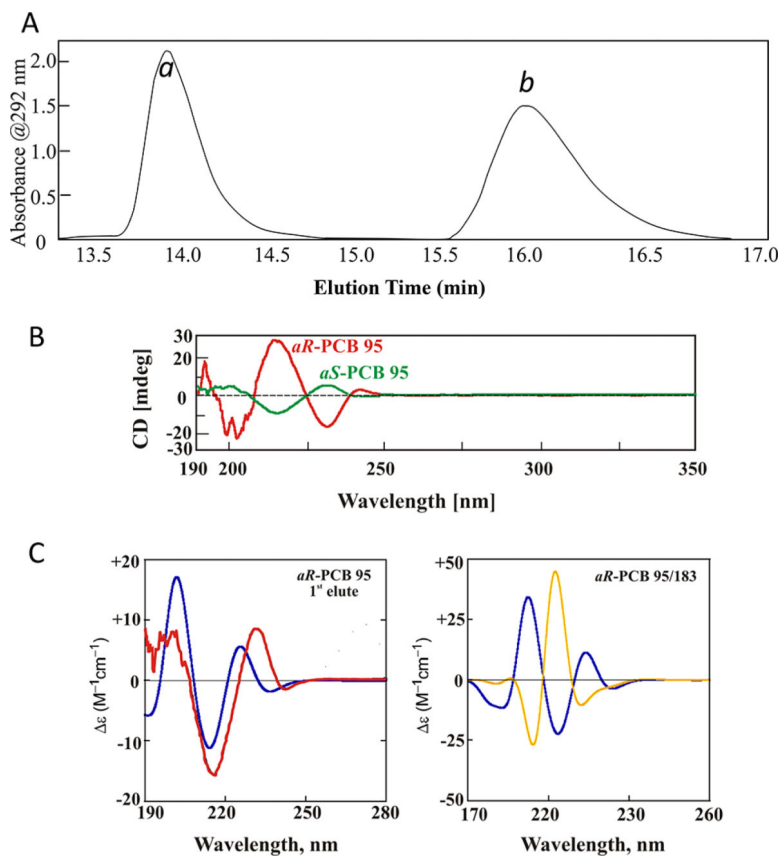 A
Absorbance @292 nm
2.0
1.5
1.0
0.5
0
a
b
13.5 14.0 14.5 15.0 15.5 16.0 16.5 17.0
Elution Time (min)
B
CD [mdeg]
30
20
0
-20
-30
aR-PCB 95
aS-PCB 95
190 200 250 300 350
Wavelength [nm]
C
Δε (M⁻¹cm⁻¹)
+20
+10
0
-10
-20
aR-PCB 95
1st elute
190 220 250 280
Wavelength, nm
Δε (M⁻¹cm⁻¹)
+50
+25
0
-25
-50
aR-PCB 95/183
170 220 230 260
Wavelength, nm